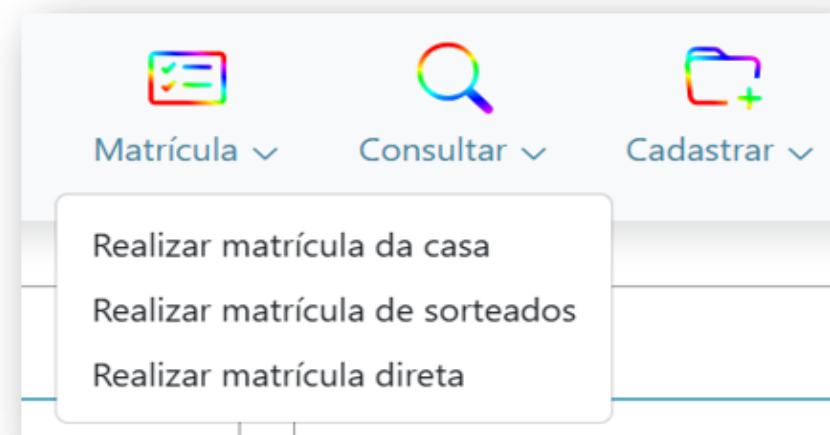 Matrícula Consultar Cadastrar
Realizar matrícula da casa
Realizar matrícula de sorteados
Realizar matrícula direta